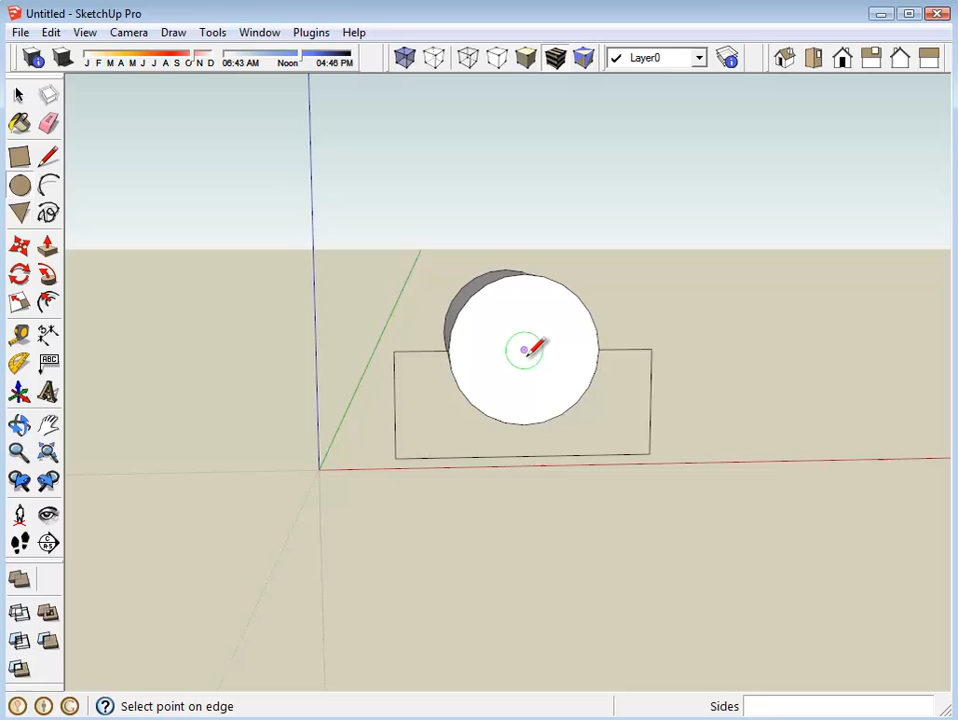 Untitled - SketchUp Pro
File Edit View Camera Draw Tools Window Plugins Help
J F M A M J J A S O N D 06:43 AM Noon 04:46 PM Layer0
ABC
Select point on edge Sides